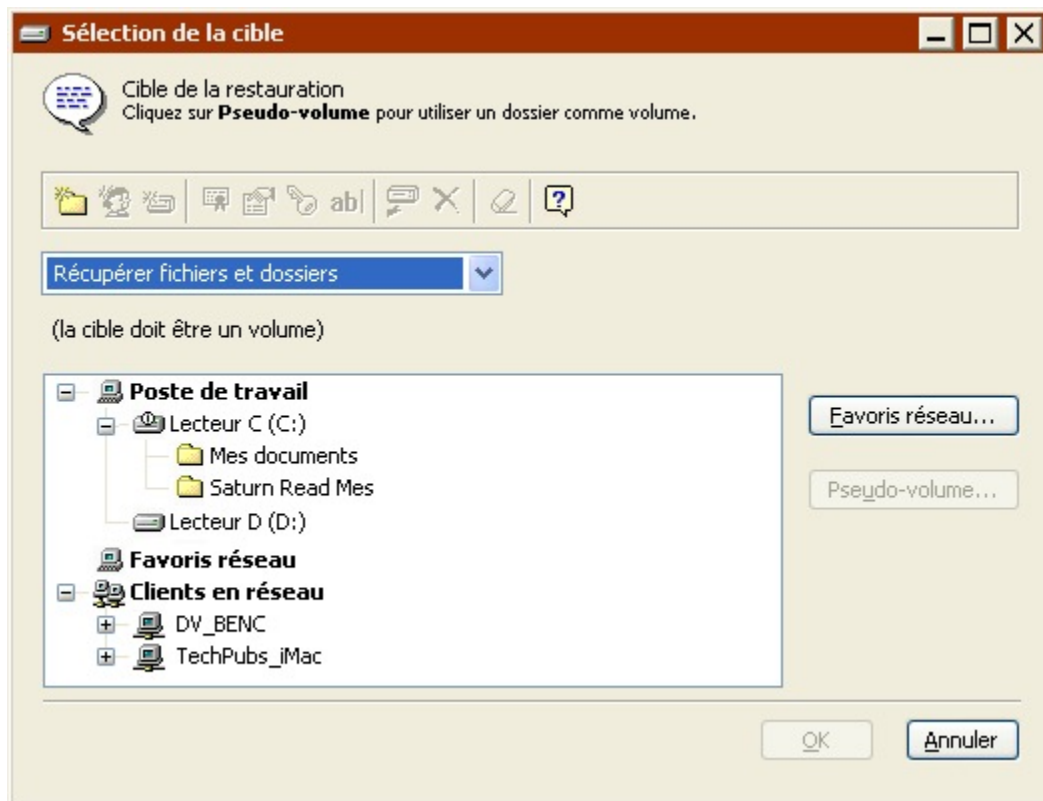 Sélection de la cible
Cible de la restauration
Cliquez sur Pseudo-volume pour utiliser un dossier comme volume.
ab|
Récupérer fichiers et dossiers
(la cible doit être un volume)
Poste de travail
Lecteur C (C:)
Mes documents
Saturn Read Mes
Lecteur D (D:)
Favoris réseau
Clients en réseau
DV_BENC
TechPubs_iMac
Favoris réseau...
Pseudo-volume...
OK
Annuler